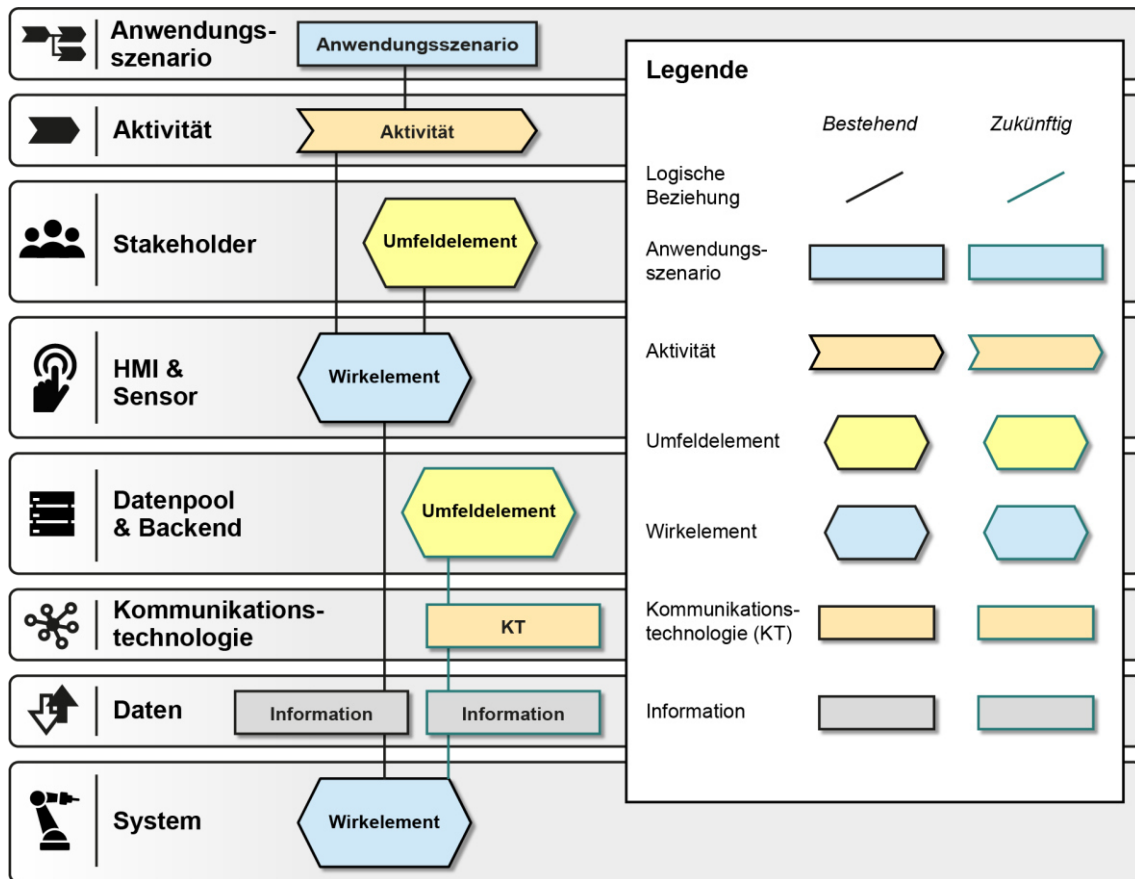 Anwendungs-
szenario
Anwendungsszenario
Aktivität
Aktivität
Stakeholder
Umfeldelement
HMI &
Sensor
Wirkelement
Datenpool
& Backend
Umfeldelement
Kommunikations-
technologie
KT
Daten
Information
Information
System
Wirkelement
Legende
Bestehend
Zukünftig
Logische
Beziehung
Anwendungs-
szenario
Aktivität
Umfeldelement
Wirkelement
Kommunikations-
technologie (KT)
Information